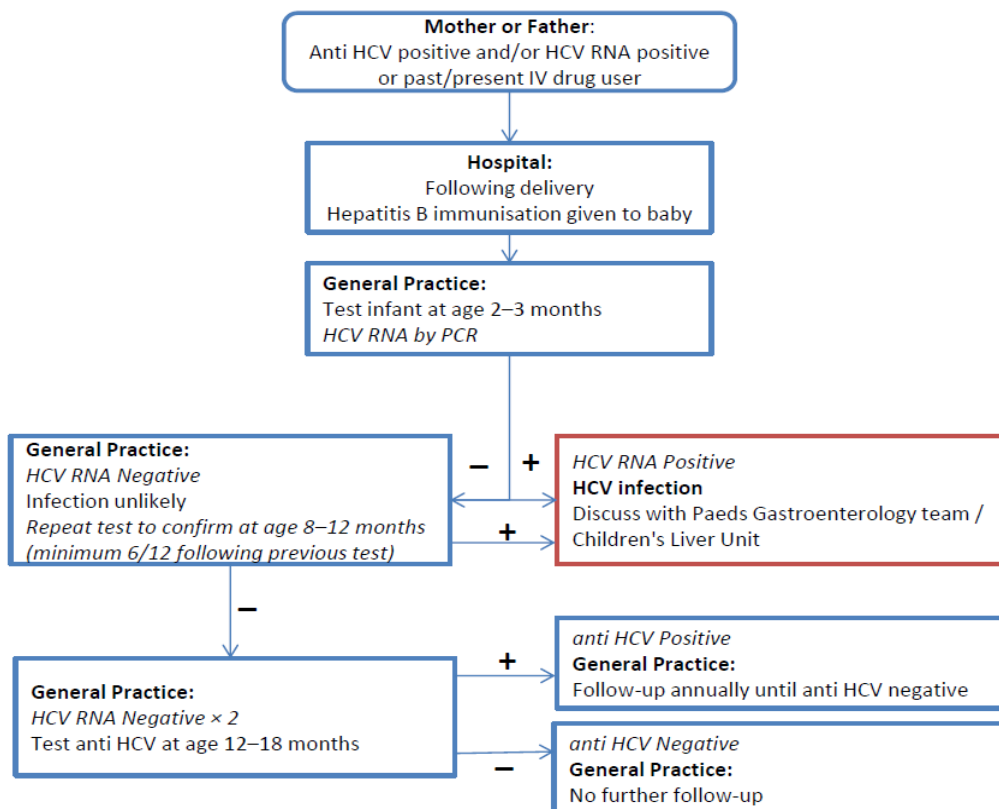 Mother or Father:
Anti HCV positive and/or HCV RNA positive
or past/present IV drug user
Hospital:
Following delivery
Hepatitis B immunisation given to baby
General Practice:
Test infant at age 2–3 months
HCV RNA by PCR
General Practice:
HCV RNA Negative
Infection unlikely
Repeat test to confirm at age 8–12 months
(minimum 6/12 following previous test)
–
+
+
HCV RNA Positive
HCV infection
Discuss with Paeds Gastroenterology team /
Children's Liver Unit
–
General Practice:
HCV RNA Negative × 2
Test anti HCV at age 12–18 months
+
–
anti HCV Positive
General Practice:
Follow-up annually until anti HCV negative
anti HCV Negative
General Practice:
No further follow-up